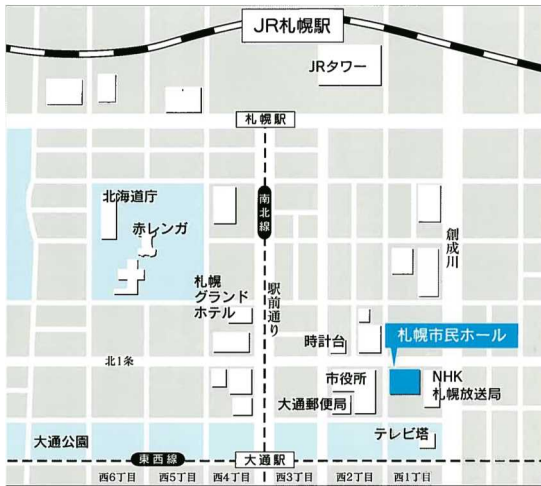 JR札幌駅
JRタワー
札幌駅
北海道庁
赤レンガ
南北線
創成川
札幌
グランド
ホテル
駅前通り
時計台
札幌市民ホール
北1条
市役所
大通郵便局
NHK
札幌放送局
テレビ塔
大通公園
東西線
大通駅
西6丁目
西5丁目
西4丁目
西3丁目
西2丁目
西1丁目